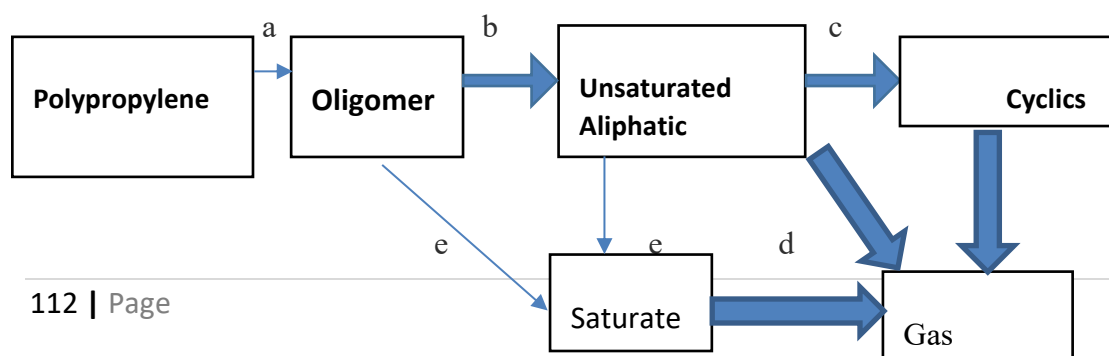 a
b
c
Polypropylene
Oligomer
Unsaturated
Aliphatic
Cyclics
e
e
d
112 | Page
Saturate
Gas